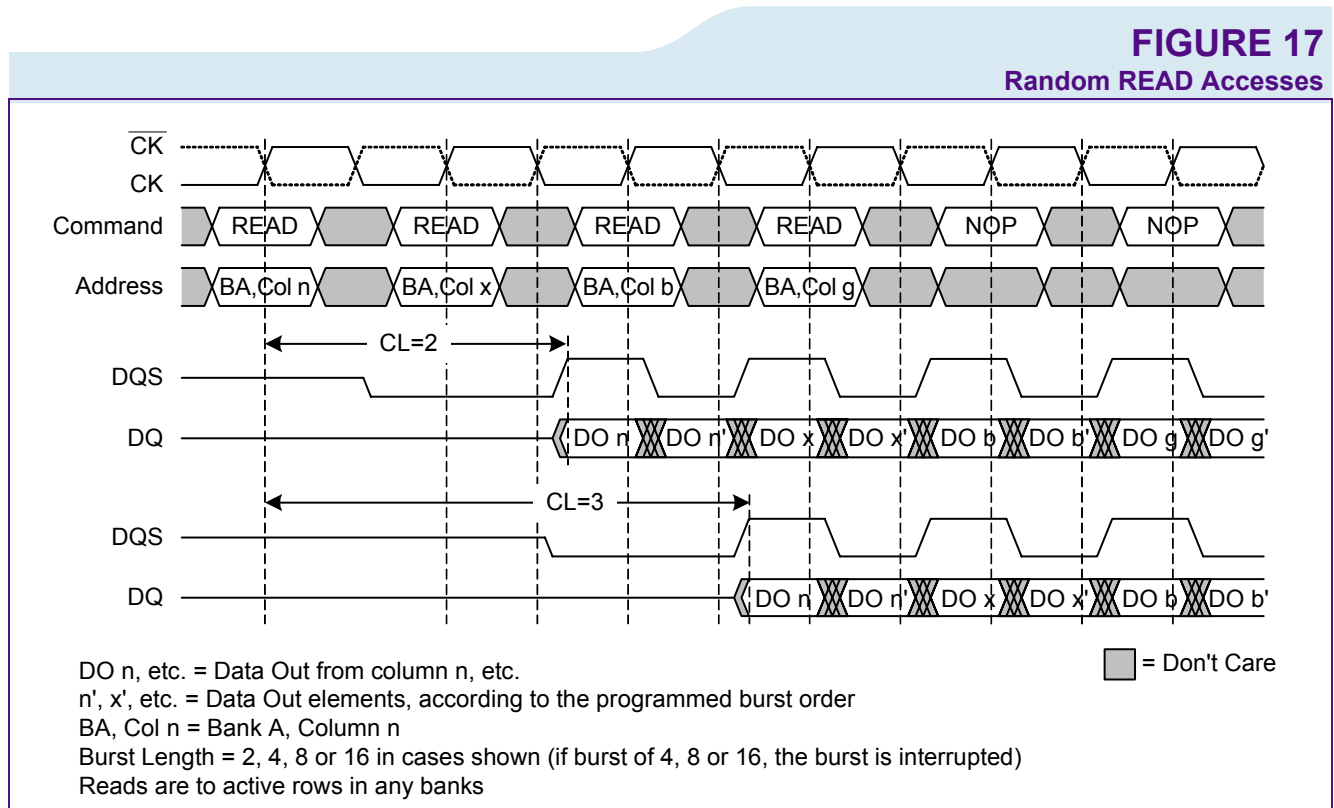 FIGURE 17
Random READ Accesses
CK
CK
Command READ READ READ READ NOP NOP
Address BA,Col n BA,Col x BA,Col b BA,Col g
CL=2
DQS
DQ DO n DO n' DO x DO x' DO b DO b' DO g DO g'
CL=3
DQS
DQ DO n DO n' DO x DO x' DO b DO b'
DO n, etc. = Data Out from column n, etc.
= Don't Care
n', x', etc. = Data Out elements, according to the programmed burst order
BA, Col n = Bank A, Column n
Burst Length = 2, 4, 8 or 16 in cases shown (if burst of 4, 8 or 16, the burst is interrupted)
Reads are to active rows in any banks